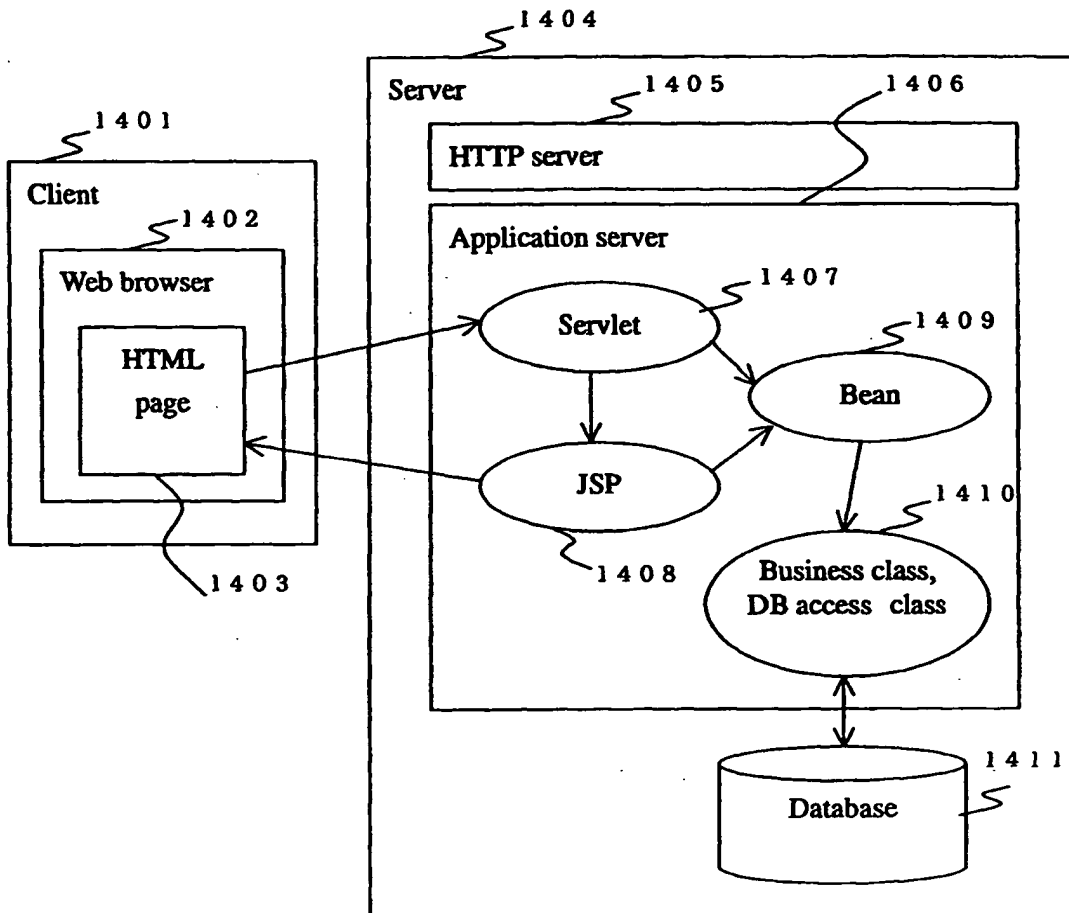 1404
Server
1405
1406
HTTP server
1401
Client
1402
Web browser
HTML
page
1403
Application server
1407
Servlet
1409
Bean
JSP
1408
1410
Business class,
DB access class
1411
Database